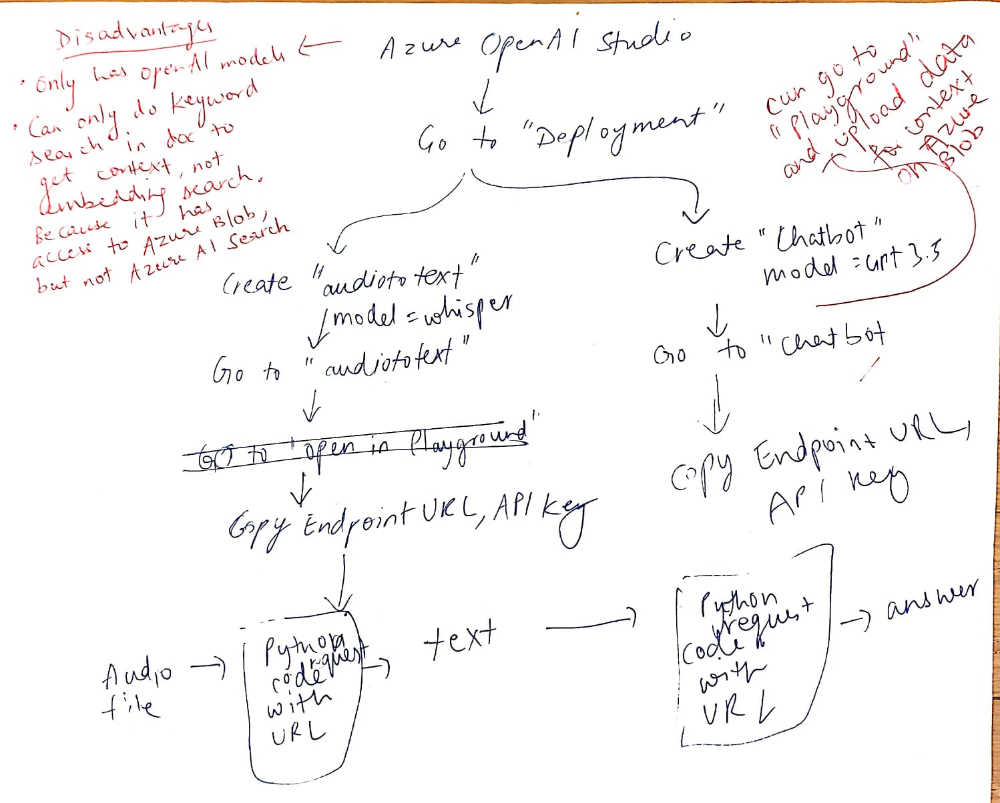 Disadvantages
• Only has openAI models
• Can only do keyword
search in doc to
get context, not
embedding search.
Because it has
access to Azure Blob,
but not Azure AI Search
Azure OpenAI Studio
Go to "Deployment"
can go to
"Playground"
and upload data
for context
on Azure
Blob
Create "audioto text"
model = whisper
Go to "audiototext"
Go to "open in Playground"
Copy Endpoint URL, API key
Create "Chatbot"
model = GPT 3.5
Go to "Chatbot
Copy Endpoint URL,
API key
Audio
file
Python
request
code
with
URL
text
Python
request
code
with
URL
answer